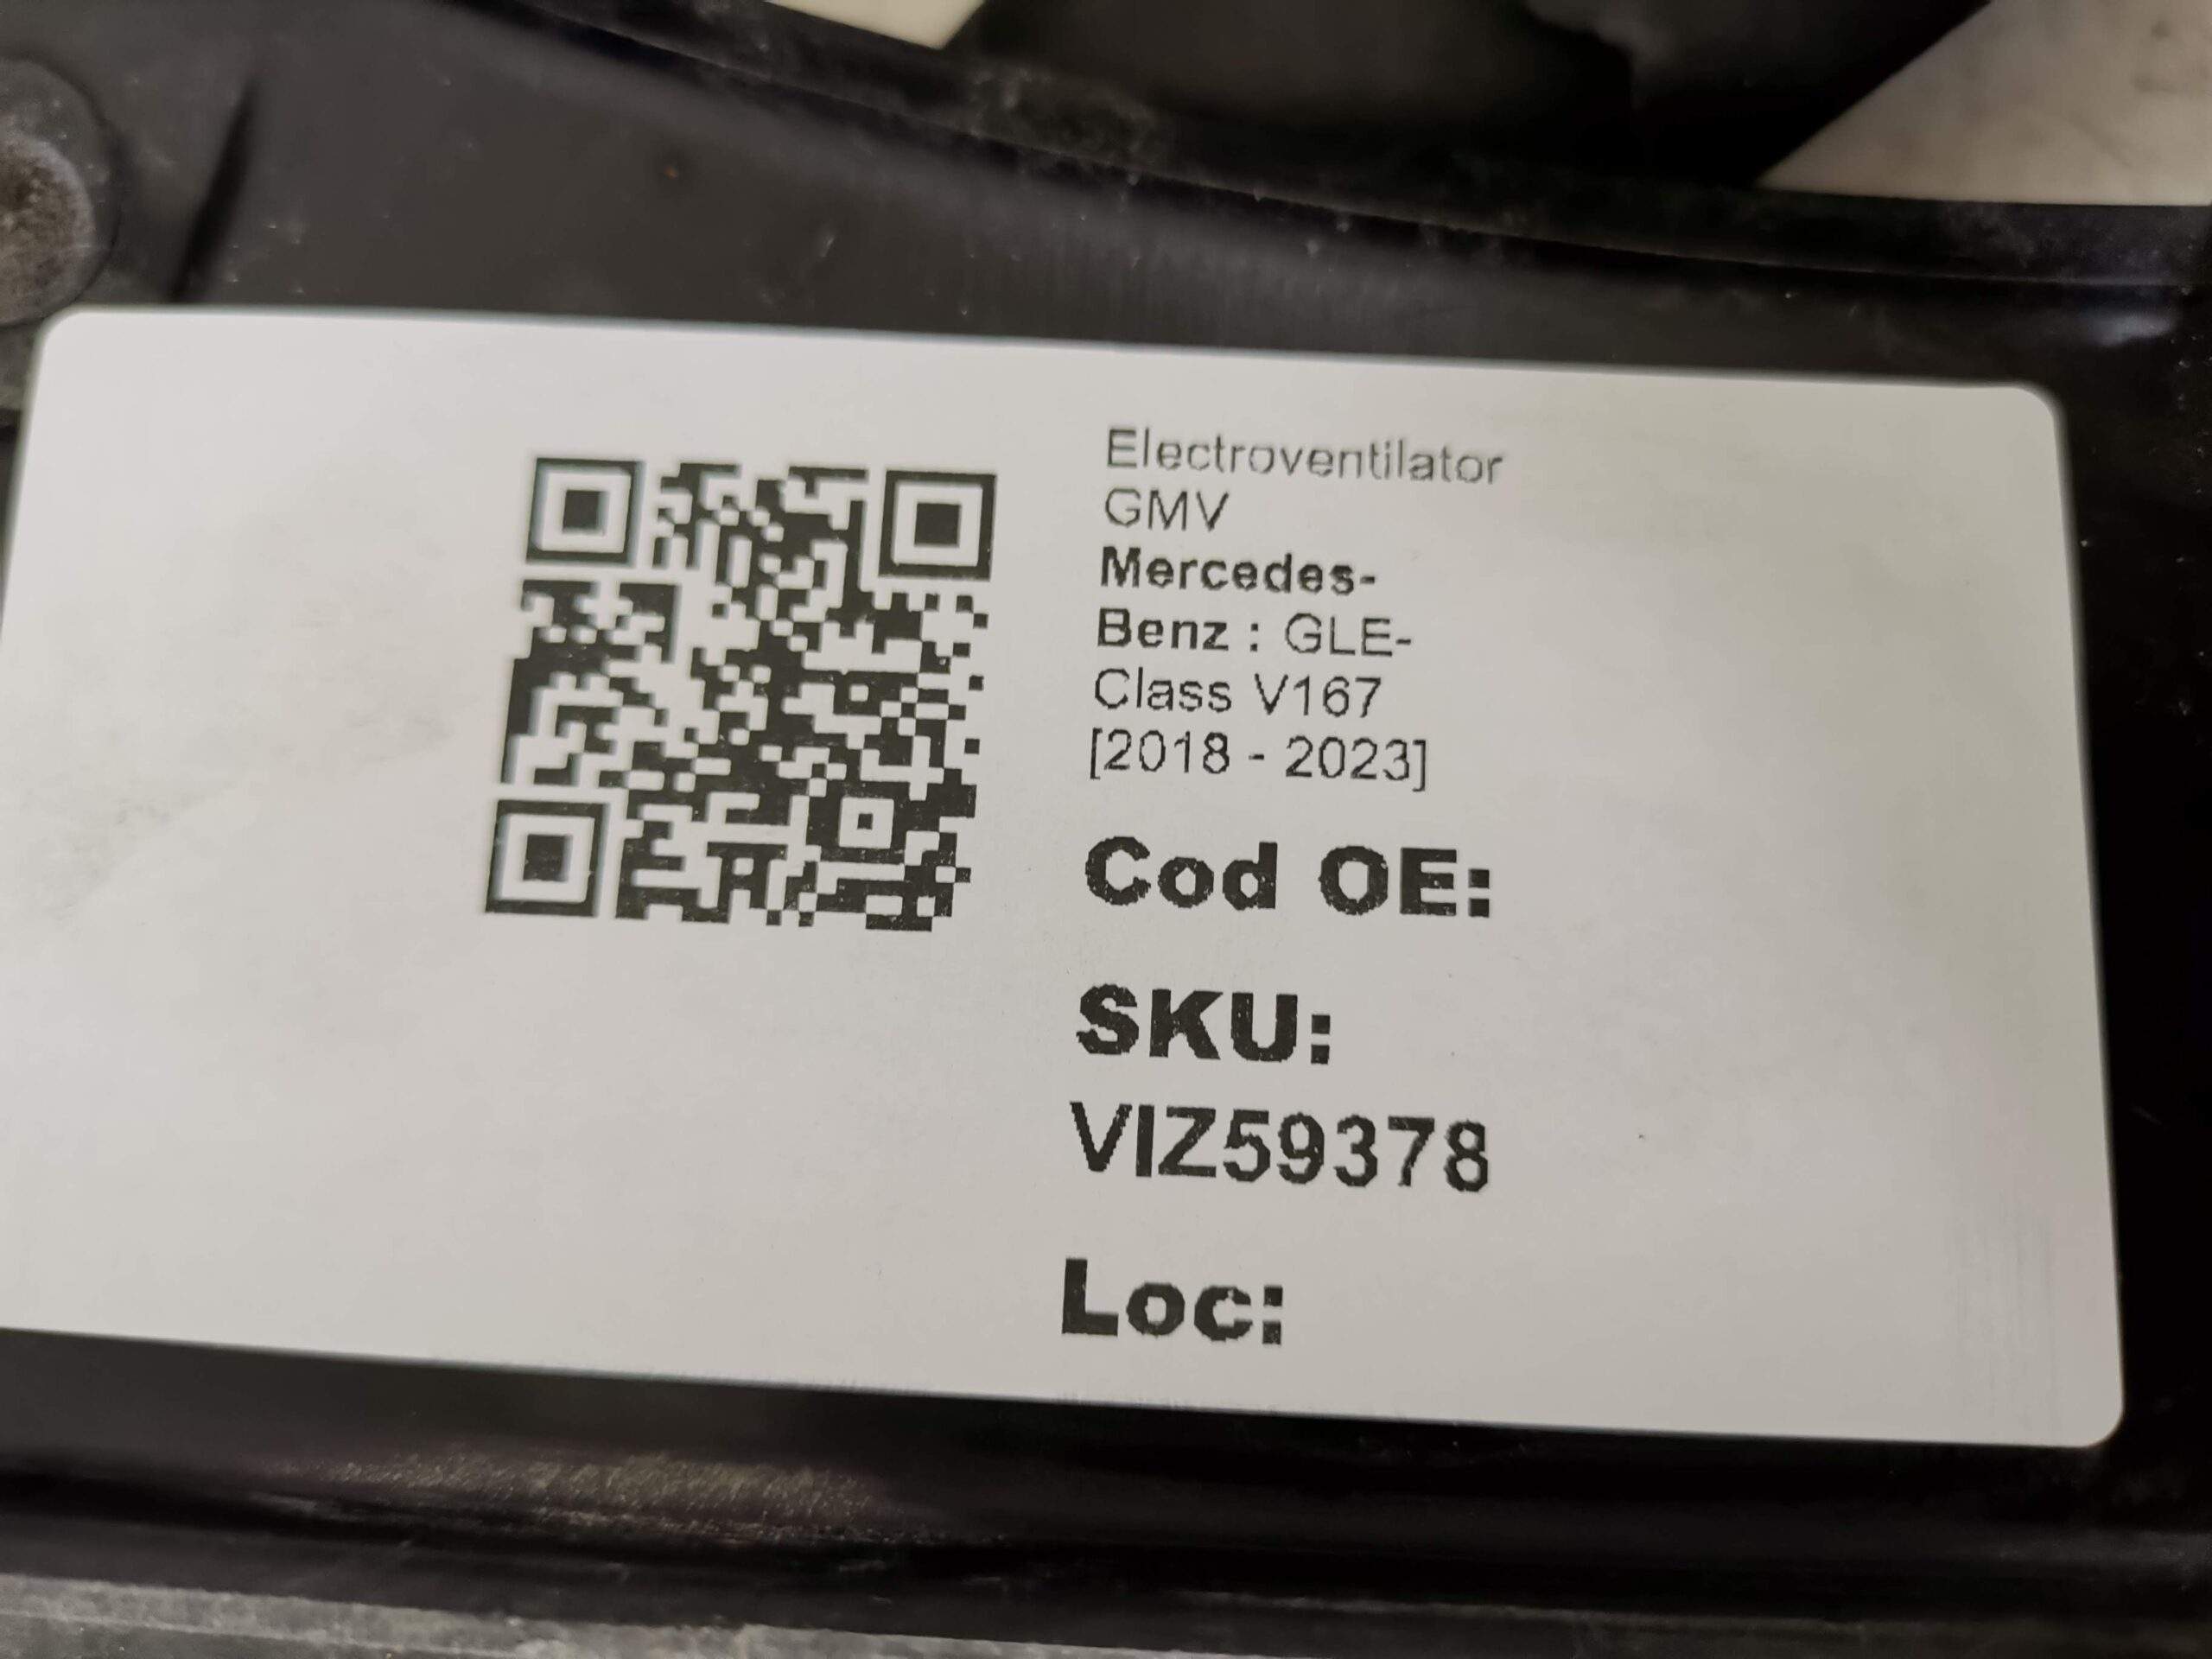 Electroventilator
GMV
Mercedes-
Benz : GLE-
Class V167
[2018 - 2023]
Cod OE:
SKU:
VIZ59378
Loc: